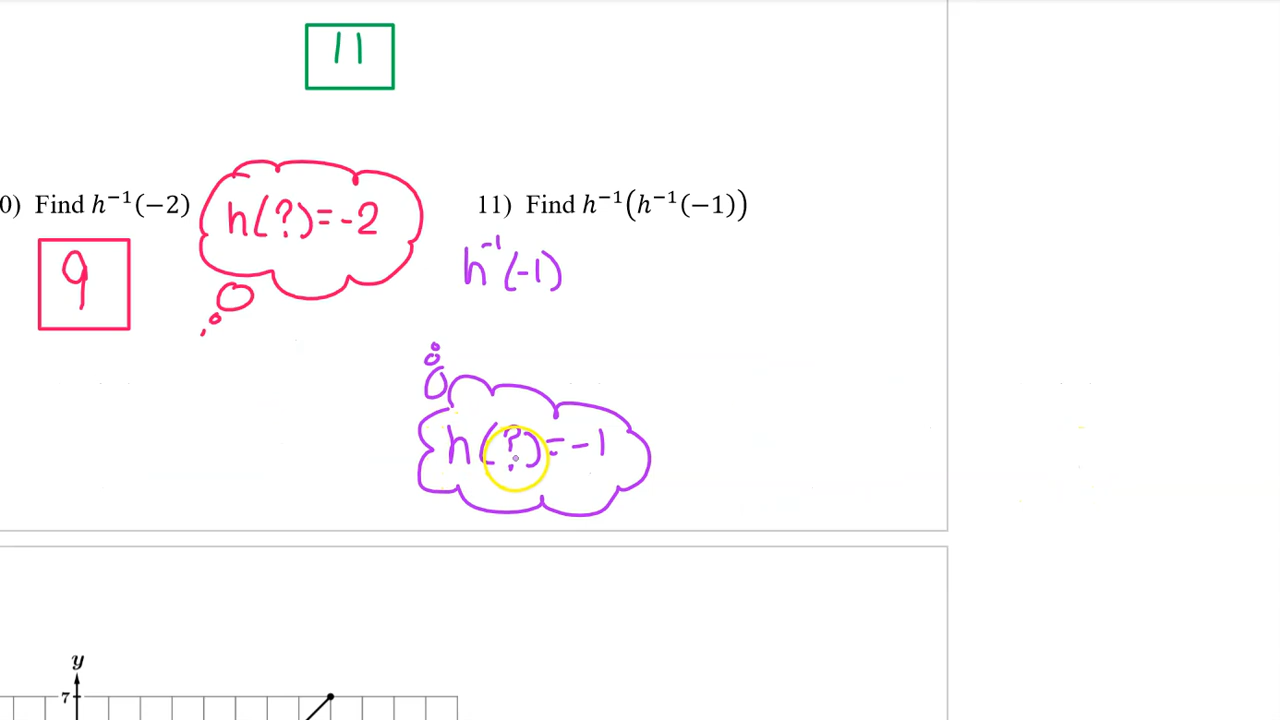 11
0) Find h⁻¹(−2)
h(?)=-2
9
11) Find h⁻¹(h⁻¹(−1))
h⁻¹(-1)
h(?)=-1
y
7